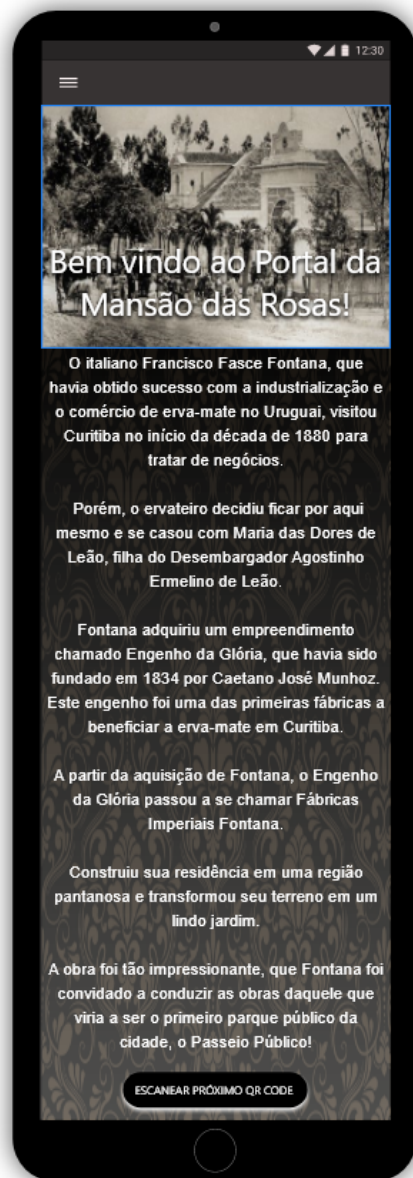 12:30
Bem vindo ao Portal da
Mansão das Rosas!
O italiano Francisco Fasce Fontana, que
havia obtido sucesso com a industrialização e
o comércio de erva-mate no Uruguai, visitou
Curitiba no início da década de 1880 para
tratar de negócios.
Porém, o ervateiro decidiu ficar por aqui
mesmo e se casou com Maria das Dores de
Leão, filha do Desembargador Agostinho
Ermelino de Leão.
Fontana adquiriu um empreendimento
chamado Engenho da Glória, que havia sido
fundado em 1834 por Caetano José Munhoz.
Este engenho foi uma das primeiras fábricas a
beneficiar a erva-mate em Curitiba.
A partir da aquisição de Fontana, o Engenho
da Glória passou a se chamar Fábricas
Imperiais Fontana.
Construiu sua residência em uma região
pantanosa e transformou seu terreno em um
lindo jardim.
A obra foi tão impressionante, que Fontana foi
convidado a conduzir as obras daquele que
viria a ser o primeiro parque público da
cidade, o Passeio Público!
ESCANEAR PRÓXIMO QR CODE